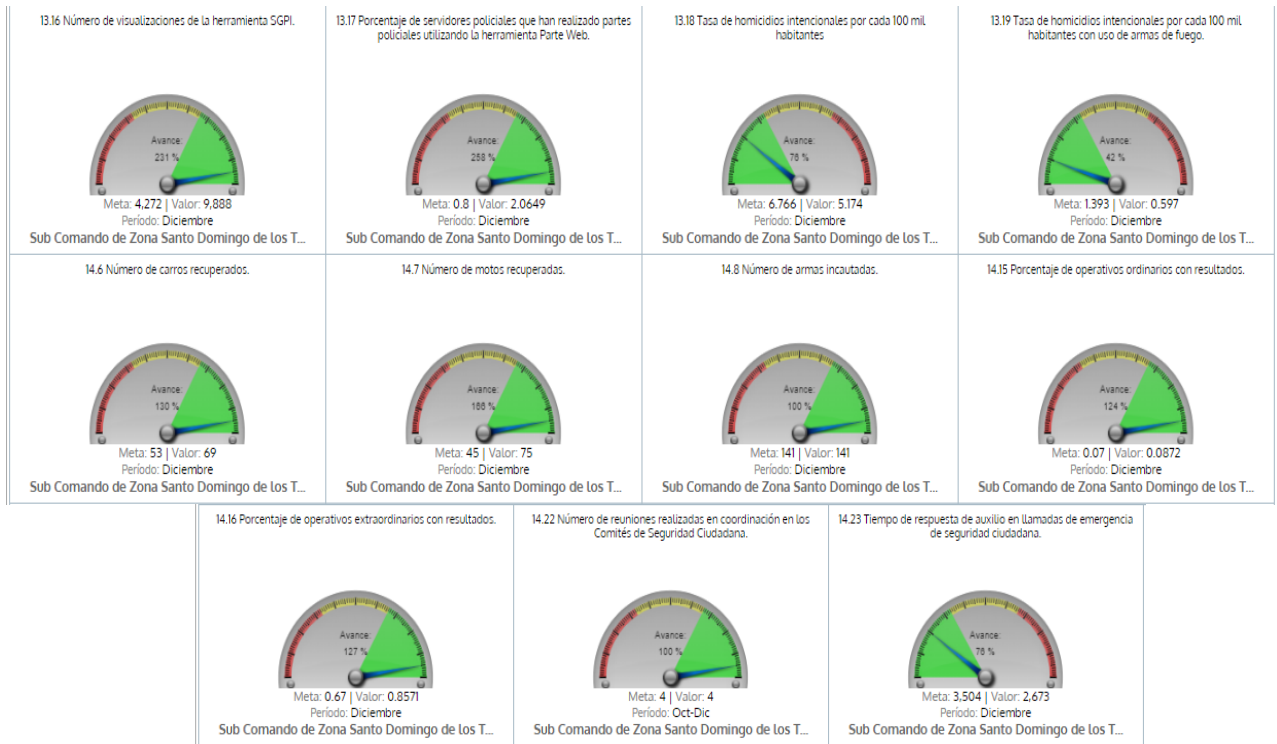 13.16 Número de visualizaciones de la herramienta SGPI.
Avance:
231 %
Meta: 4,272 | Valor: 9,888
Período: Diciembre
Sub Comando de Zona Santo Domingo de los T...
13.17 Porcentaje de servidores policiales que han realizado partes
policiales utilizando la herramienta Parte Web.
Avance:
258 %
Meta: 0.8 | Valor: 2.0649
Período: Diciembre
Sub Comando de Zona Santo Domingo de los T...
13.18 Tasa de homicidios intencionales por cada 100 mil
habitantes
Avance:
76 %
Meta: 6.766 | Valor: 5.174
Período: Diciembre
Sub Comando de Zona Santo Domingo de los T...
13.19 Tasa de homicidios intencionales por cada 100 mil
habitantes con uso de armas de fuego.
Avance:
42 %
Meta: 1.393 | Valor: 0.597
Período: Diciembre
Sub Comando de Zona Santo Domingo de los T...
14.6 Número de carros recuperados.
Avance:
130 %
Meta: 53 | Valor: 69
Período: Diciembre
Sub Comando de Zona Santo Domingo de los T...
14.7 Número de motos recuperadas.
Avance:
166 %
Meta: 45 | Valor: 75
Período: Diciembre
Sub Comando de Zona Santo Domingo de los T...
14.8 Número de armas incautadas.
Avance:
100 %
Meta: 141 | Valor: 141
Período: Diciembre
Sub Comando de Zona Santo Domingo de los T...
14.15 Porcentaje de operativos ordinarios con resultados.
Avance:
124 %
Meta: 0.07 | Valor: 0.0872
Período: Diciembre
Sub Comando de Zona Santo Domingo de los T...
14.16 Porcentaje de operativos extraordinarios con resultados.
Avance:
127 %
Meta: 0.67 | Valor: 0.8571
Período: Diciembre
Sub Comando de Zona Santo Domingo de los T...
14.22 Número de reuniones realizadas en coordinación en los
Comités de Seguridad Ciudadana.
Avance:
100 %
Meta: 4 | Valor: 4
Período: Oct-Dic
Sub Comando de Zona Santo Domingo de los T...
14.23 Tiempo de respuesta de auxilio en llamadas de emergencia
de seguridad ciudadana.
Avance:
76 %
Meta: 3,504 | Valor: 2,673
Período: Diciembre
Sub Comando de Zona Santo Domingo de los T...